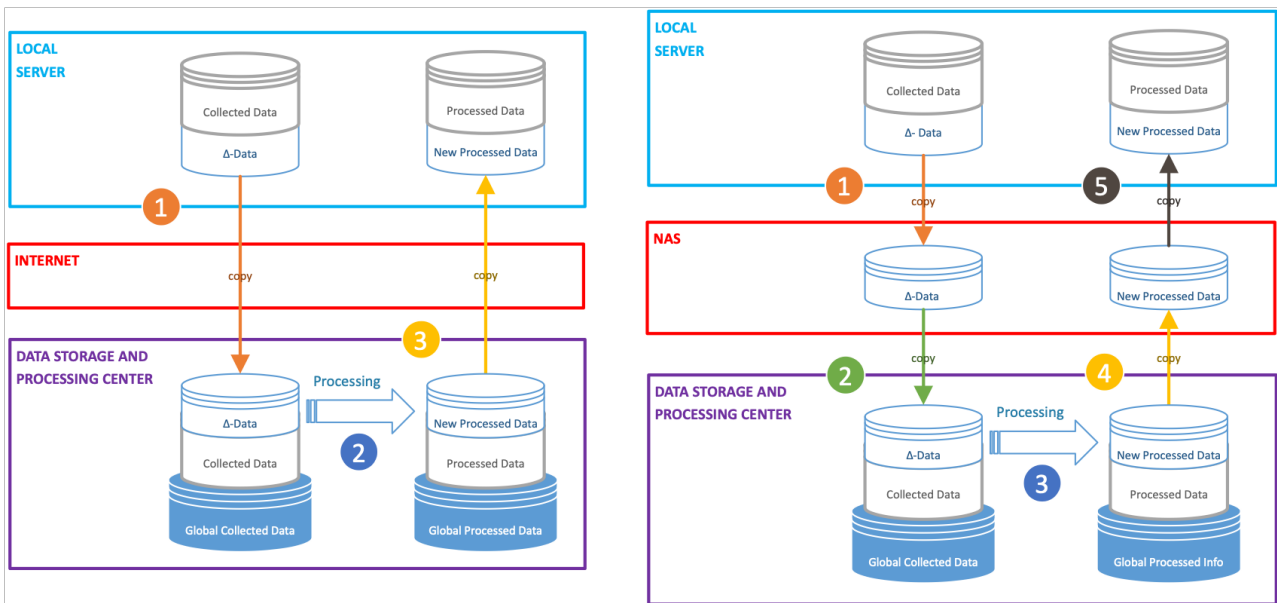 LOCAL
SERVER
Collected Data
Processed Data
Δ-Data
New Processed Data
1
INTERNET
copy
copy
3
DATA STORAGE AND
PROCESSING CENTER
Processing
Δ-Data
New Processed Data
2
Collected Data
Processed Data
Global Collected Data
Global Processed Data
LOCAL
SERVER
Collected Data
Processed Data
Δ- Data
New Processed Data
1
5
copy
copy
NAS
Δ-Data
New Processed Data
copy
copy
2
4
DATA STORAGE AND
PROCESSING CENTER
Processing
Δ-Data
New Processed Data
3
Collected Data
Processed Data
Global Collected Data
Global Processed Info